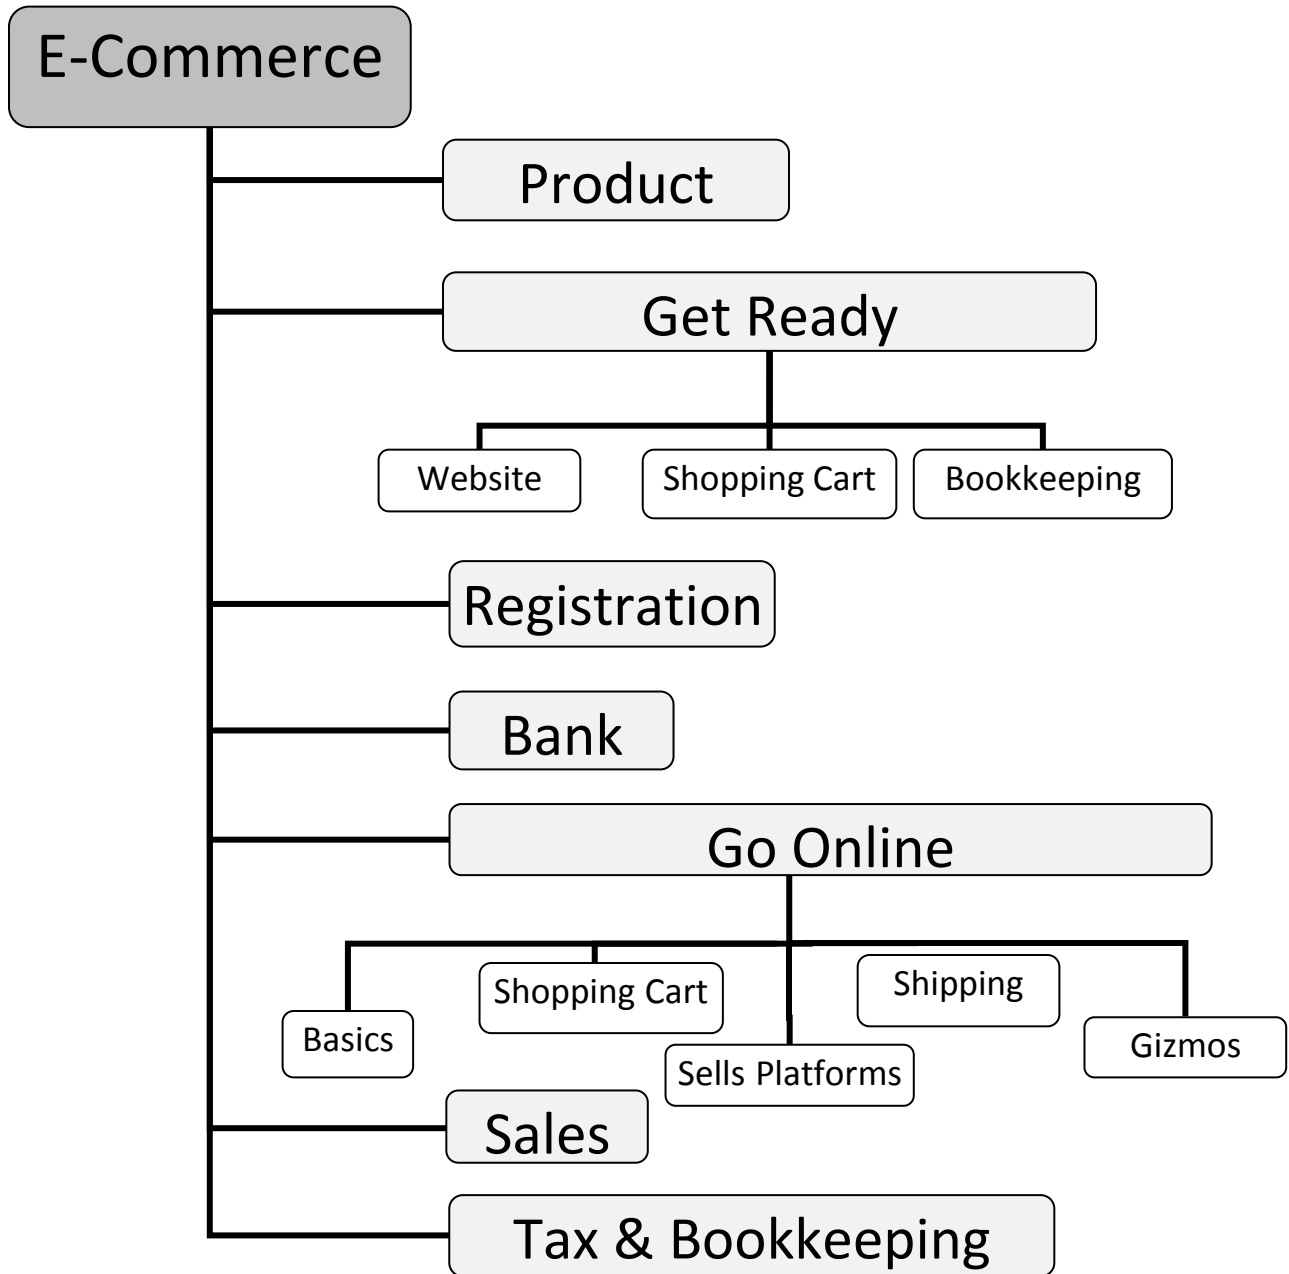 E-Commerce
Product
Get Ready
Website
Shopping Cart
Bookkeeping
Registration
Bank
Go Online
Basics
Shopping Cart
Sells Platforms
Shipping
Gizmos
Sales
Tax & Bookkeeping